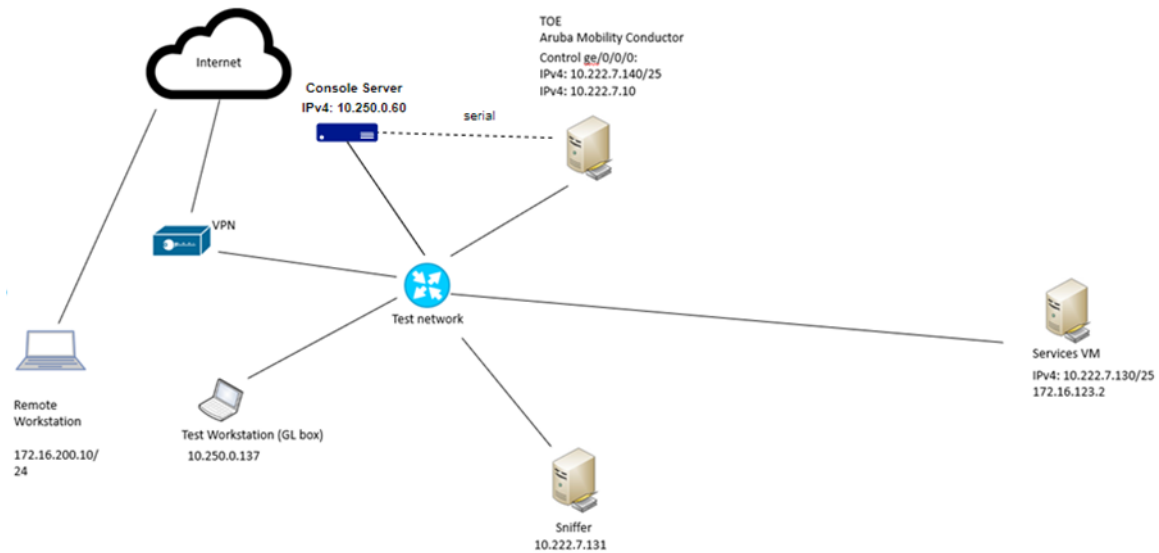 Internet
Console Server
IPv4: 10.250.0.60
serial
TOE
Aruba Mobility Conductor
Control ge/0/0/0:
IPv4: 10.222.7.140/25
IPv4: 10.222.7.10
VPN
Test network
Services VM
IPv4: 10.222.7.130/25
172.16.123.2
Remote
Workstation
172.16.200.10/
24
Test Workstation (GL box)
10.250.0.137
Sniffer
10.222.7.131